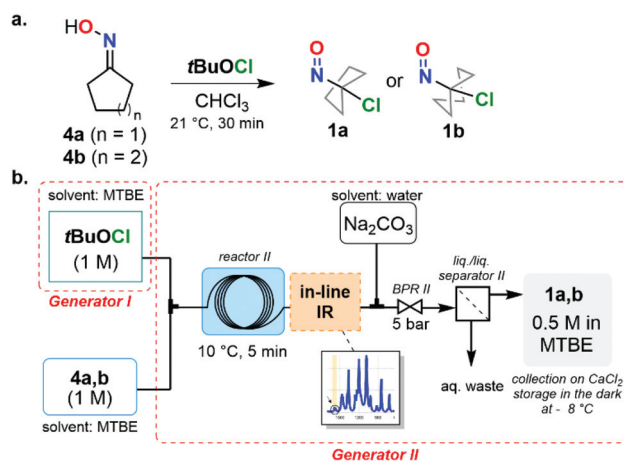 a.
HO
N
( )n
4a (n = 1)
4b (n = 2)
tBuOCl
CHCl3
21 °C, 30 min
O
N
Cl
1a
or
O
N
Cl
1b
b.
solvent: MTBE
tBuOCl
(1 M)
Generator I
4a,b
(1 M)
solvent: MTBE
reactor II
10 °C, 5 min
in-line
IR
solvent: water
Na2CO3
BPR II
5 bar
liq./liq.
separator II
aq. waste
1a,b
0.5 M in
MTBE
collection on CaCl2
storage in the dark
at - 8 °C
Generator II